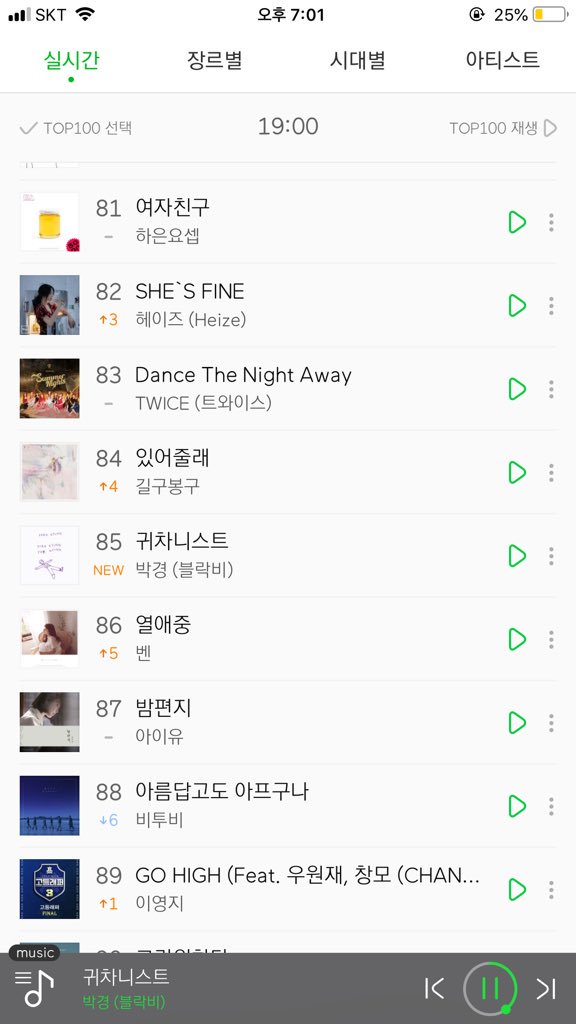 SKT 오후 7:01 25%
실시간 장르별 시대별 아티스트
TOP100 선택 19:00 TOP100 재생
81 여자친구
– 하은요셉
82 SHE`S FINE
↑3 헤이즈 (Heize)
83 Dance The Night Away
– TWICE (트와이스)
84 있어줄래
↑4 길구봉구
85 귀차니스트
NEW 박경 (블락비)
86 열애중
↑5 벤
87 밤편지
– 아이유
88 아름답고도 아프구나
↓6 비투비
89 GO HIGH (Feat. 우원재, 창모 (CHAN...
↑1 이영지
music
귀차니스트
박경 (블락비)